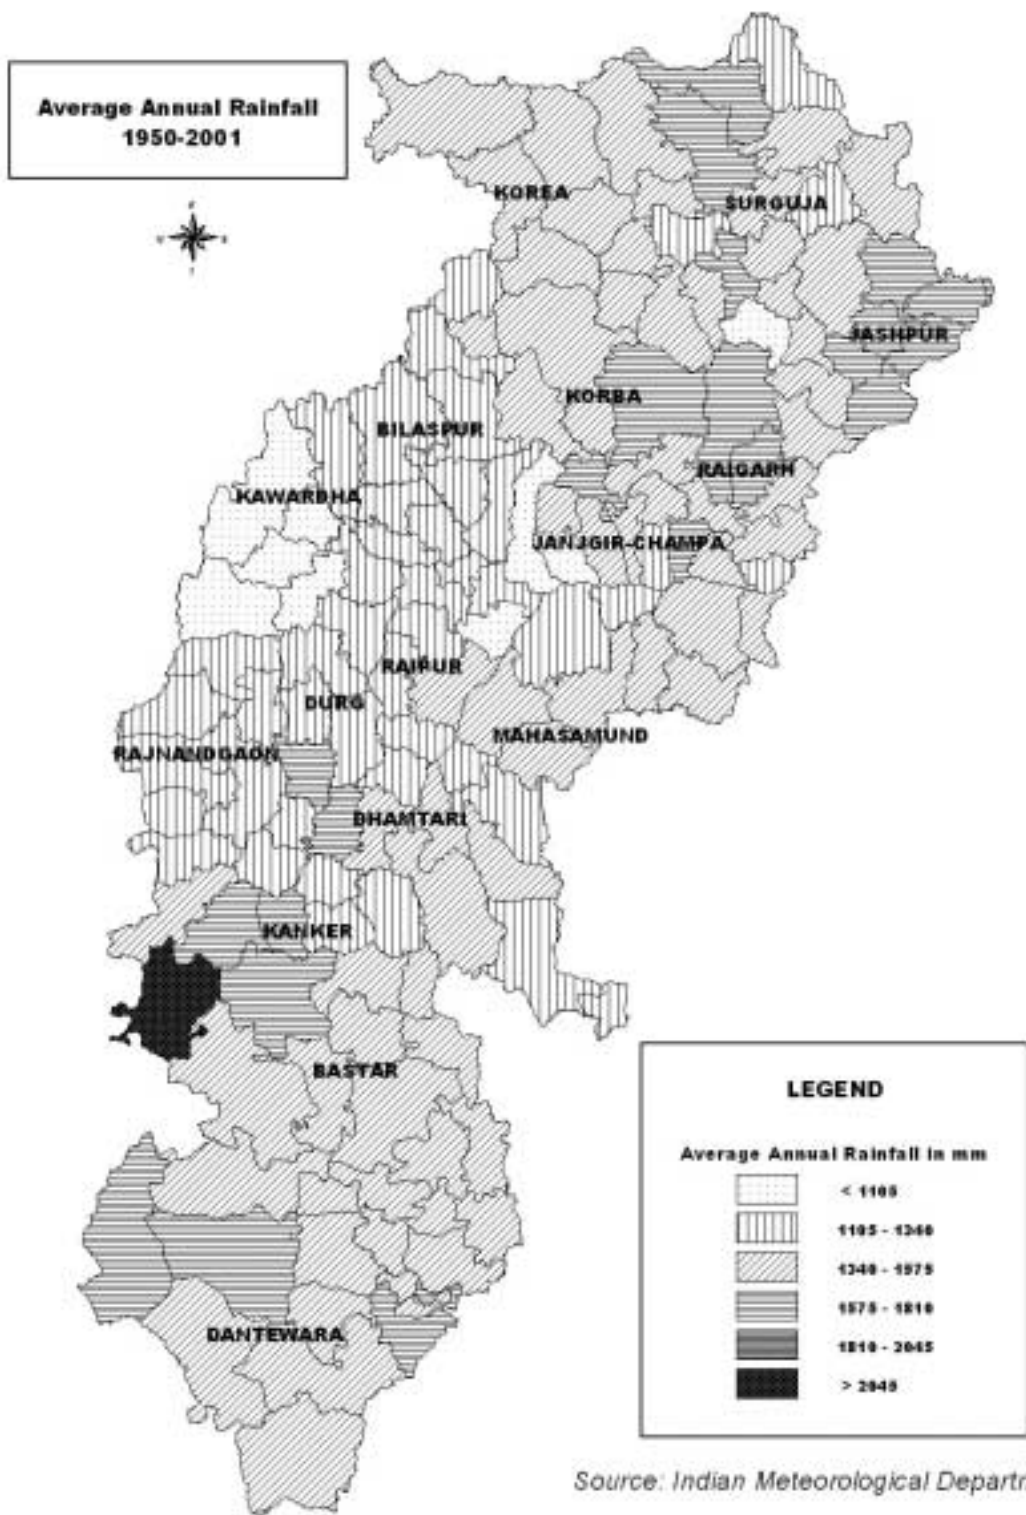 Average Annual Rainfall
1950-2001
KOREA
SURGUJA
JASHPUR
KORBA
BILASPUR
RAIGARH
KAWARDHA
JANJGIR-CHAMPA
RAIPUR
DURG
MAHASAMUND
RAJNANDGAON
DHAMTARI
KANKER
BASTAR
DANTEWARA
LEGEND
Average Annual Rainfall in mm
< 1105
1105 - 1340
1340 - 1575
1575 - 1810
1810 - 2045
> 2045
Source: Indian Meteorological Departm